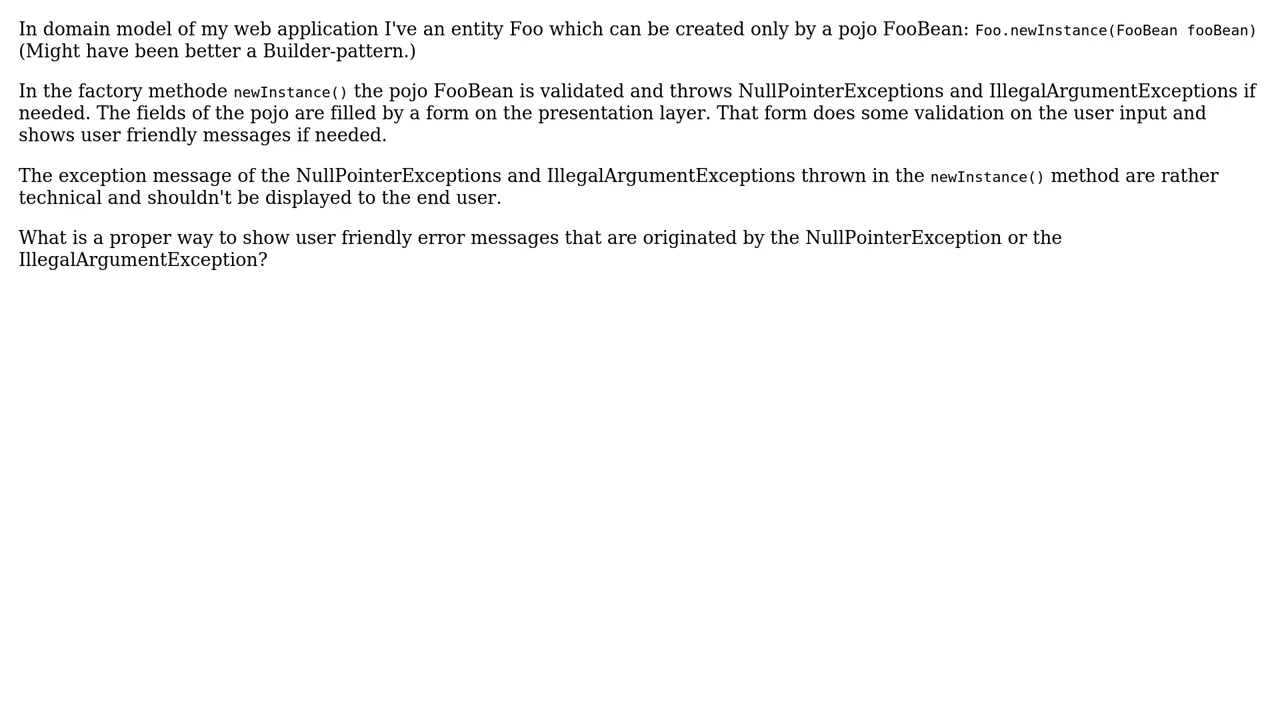 In domain model of my web application I've an entity Foo which can be created only by a pojo FooBean: Foo.newInstance(FooBean fooBean)
(Might have been better a Builder-pattern.)
In the factory methode newInstance() the pojo FooBean is validated and throws NullPointerExceptions and IllegalArgumentExceptions if
needed. The fields of the pojo are filled by a form on the presentation layer. That form does some validation on the user input and
shows user friendly messages if needed.
The exception message of the NullPointerExceptions and IllegalArgumentExceptions thrown in the newInstance() method are rather
technical and shouldn't be displayed to the end user.
What is a proper way to show user friendly error messages that are originated by the NullPointerException or the
IllegalArgumentException?